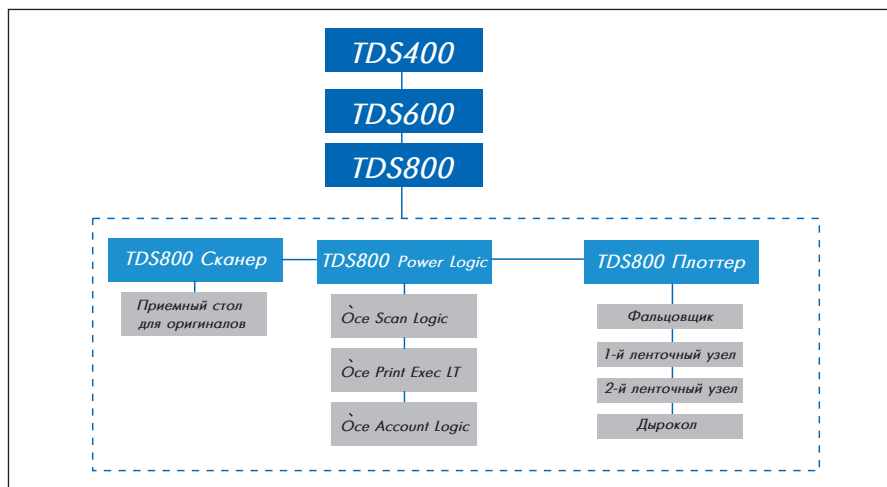 TDS400
TDS600
TDS800
TDS800 Сканер
TDS800 Power Logic
TDS800 Плоттер
Приемный стол
для оригиналов
Òce Scan Logic
Òce Print Exec LT
Òce Account Logic
Фальцовщик
1-й ленточный узел
2-й ленточный узел
Дырокол